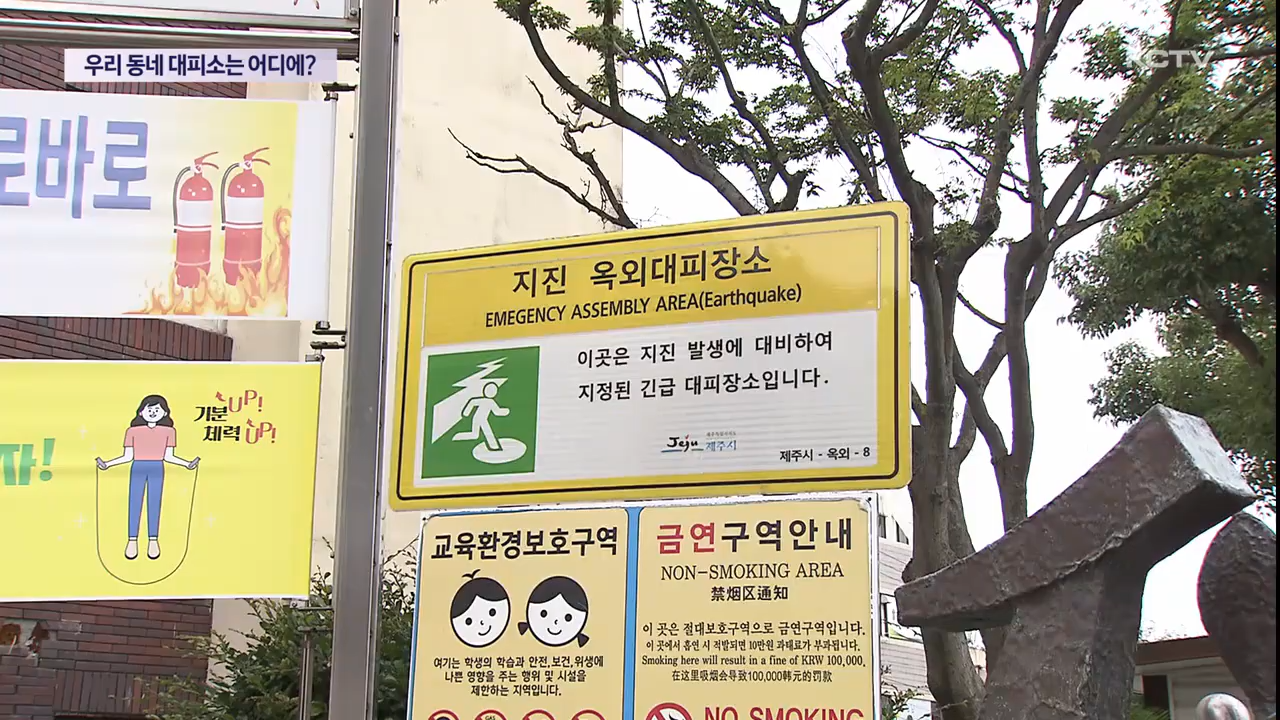 우리 동네 대피소는 어디에?
KCTV
로바로
지진 옥외대피장소
EMEGENCY ASSEMBLY AREA(Earthquake)
이곳은 지진 발생에 대비하여
지정된 긴급 대피장소입니다.
Jeju 제주시
제주시 - 옥외 - 8
기분 UP!
체력 UP!
자!
교육환경보호구역
여기는 학생의 학습과 안전, 보건, 위생에
나쁜 영향을 주는 행위 및 시설을
제한하는 지역입니다.
금연구역안내
NON-SMOKING AREA
禁烟区通知
이 곳은 절대보호구역으로 금연구역입니다.
이 곳에서 흡연 시 적발되면 10만원 과태료가 부과됩니다.
Smoking here will result in a fine of KRW 100,000.
在这里吸烟会导致100,000韩元的罚款
NO SMOKING